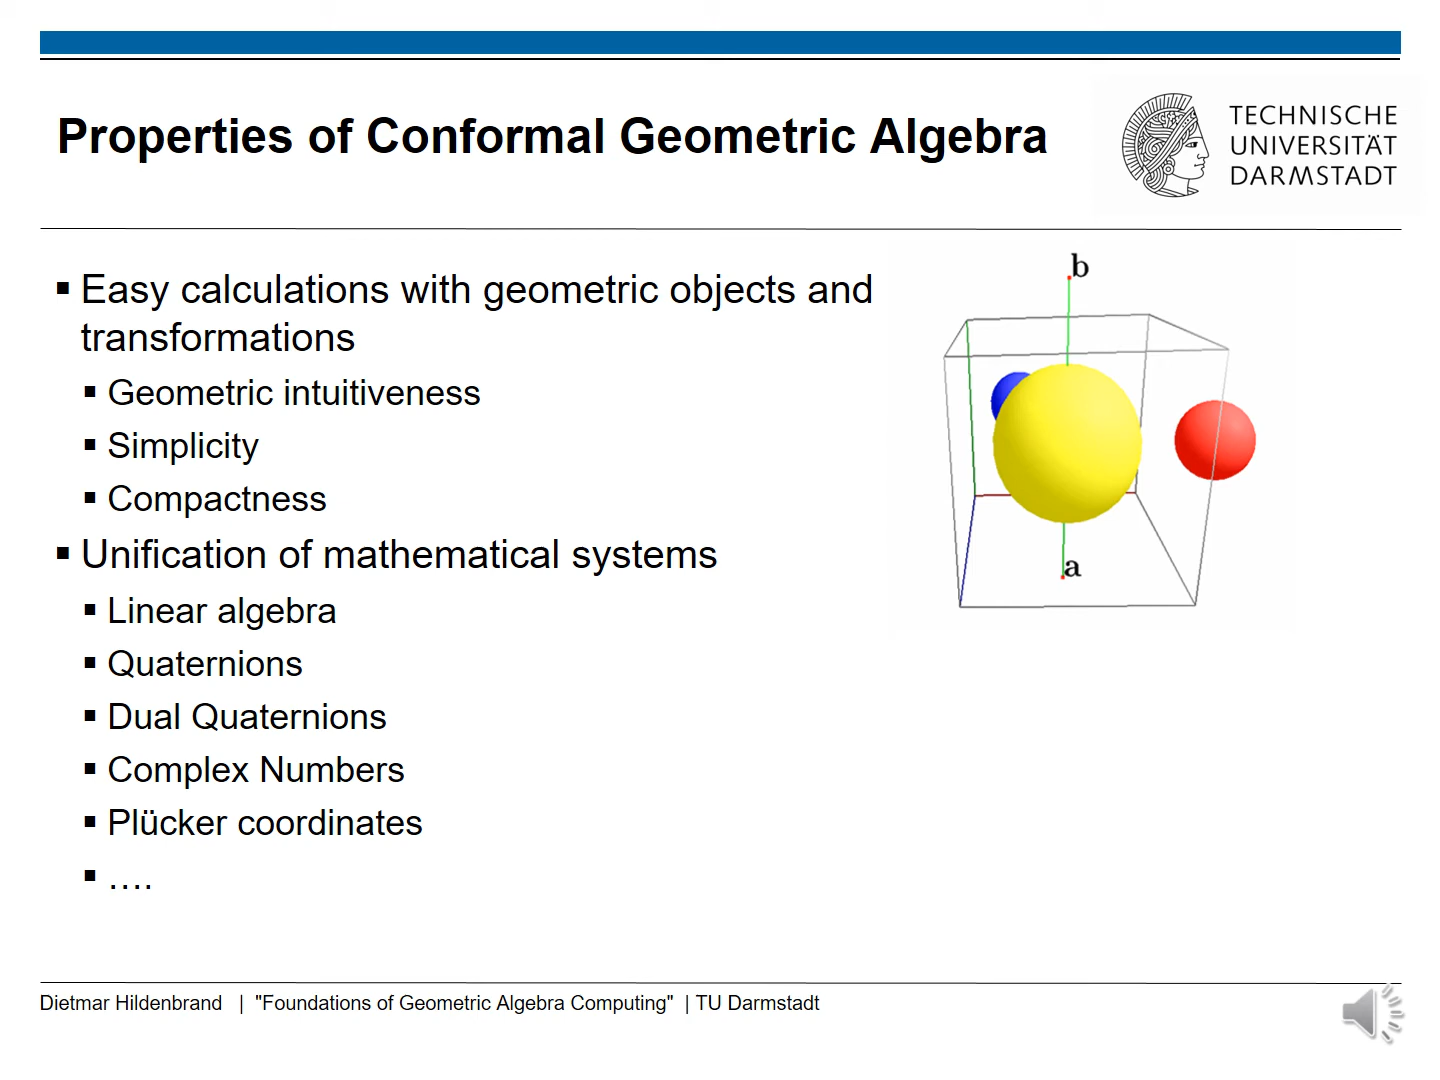 Properties of Conformal Geometric Algebra
TECHNISCHE
UNIVERSITÄT
DARMSTADT
▪ Easy calculations with geometric objects and
transformations
▪ Geometric intuitiveness
▪ Simplicity
▪ Compactness
▪ Unification of mathematical systems
▪ Linear algebra
▪ Quaternions
▪ Dual Quaternions
▪ Complex Numbers
▪ Plücker coordinates
▪ ….
b
a
Dietmar Hildenbrand | "Foundations of Geometric Algebra Computing" | TU Darmstadt